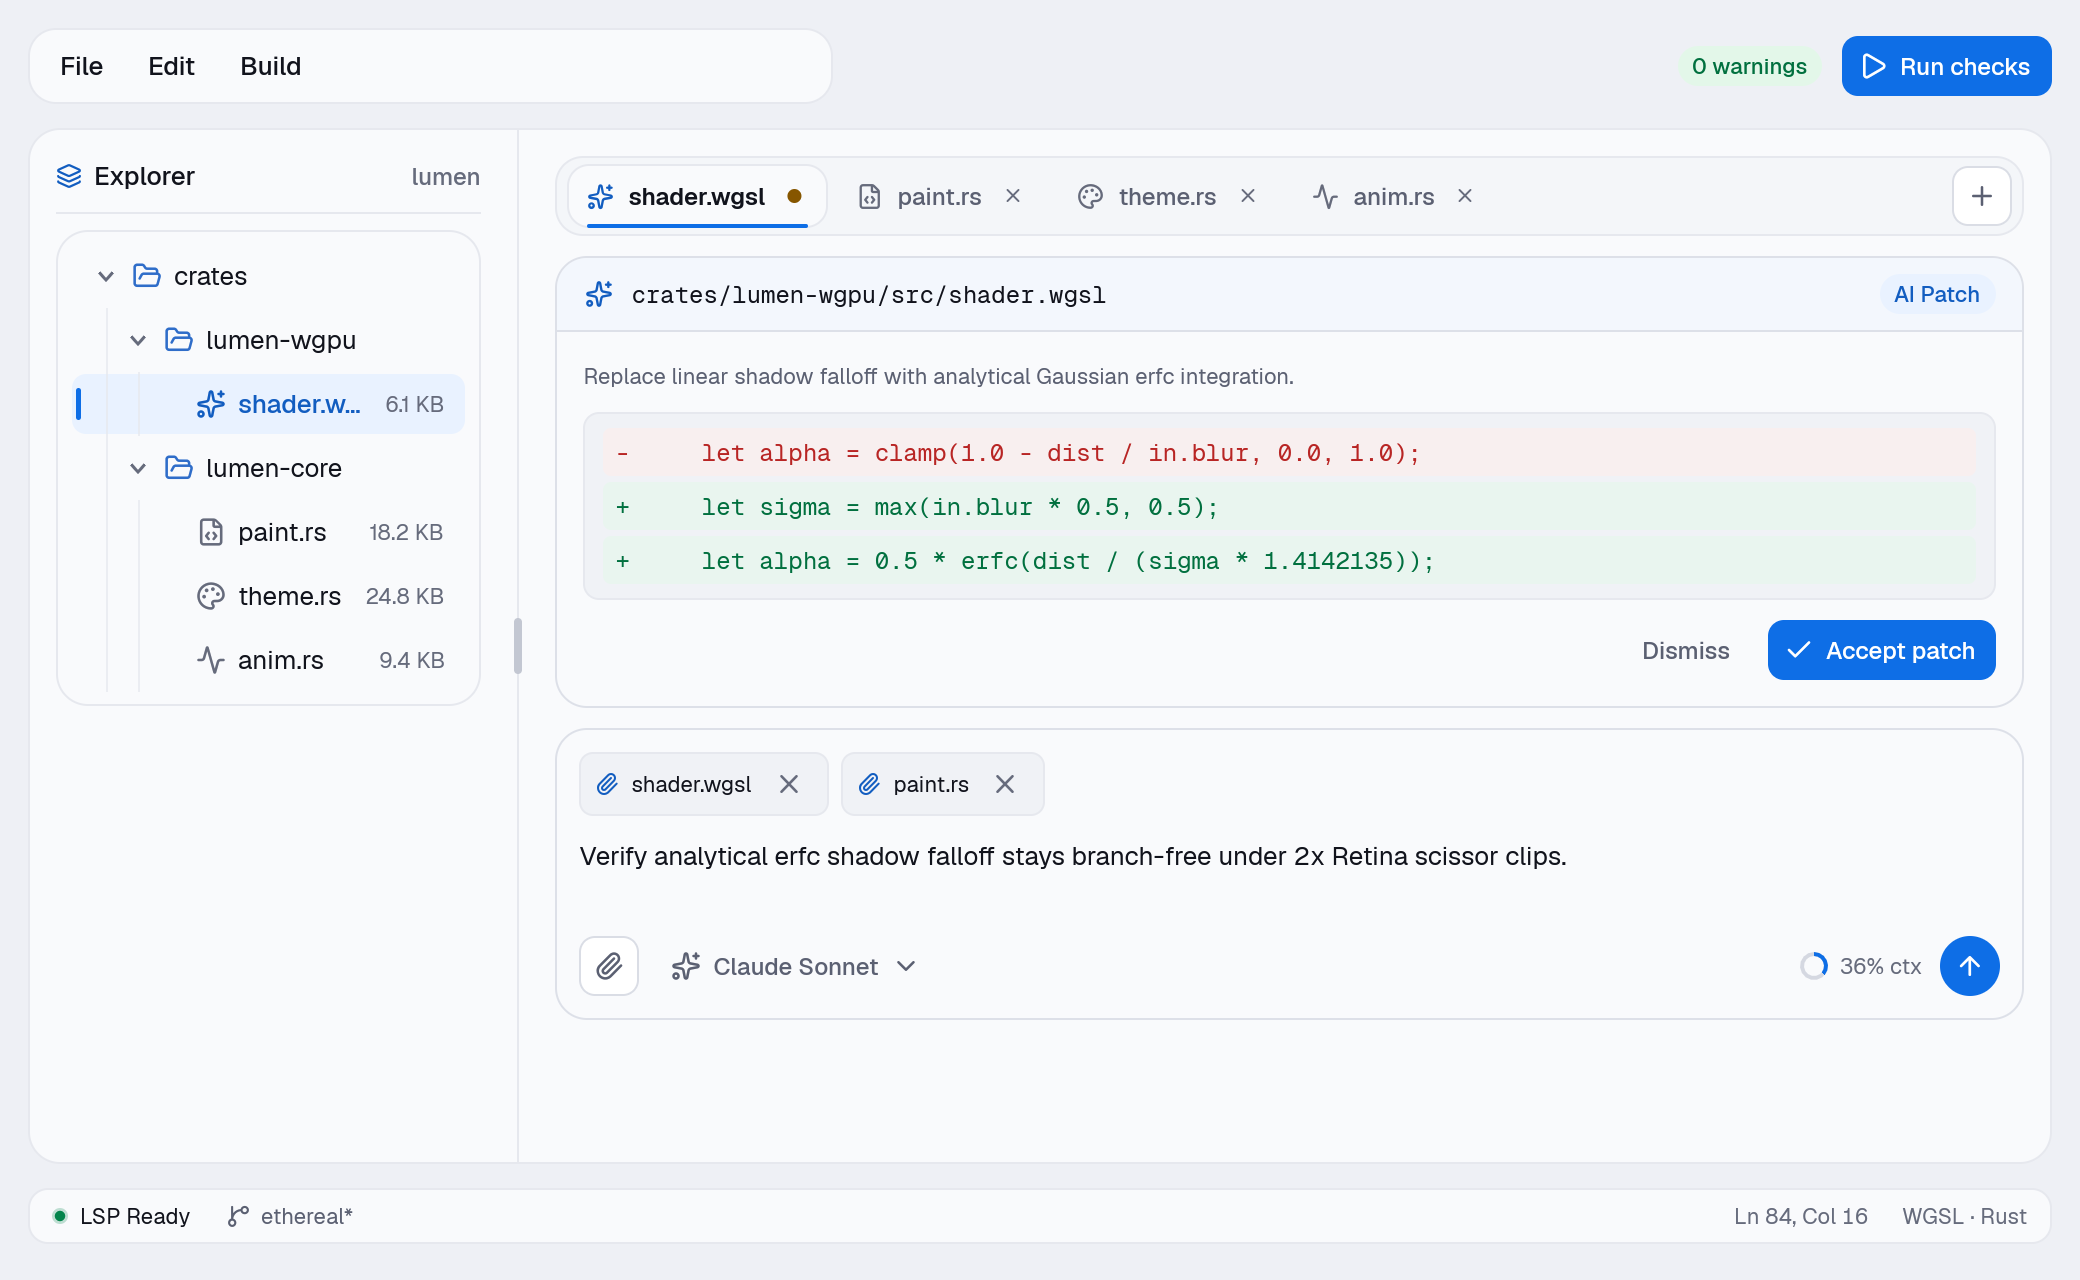 File Edit Build
0 warnings
Run checks
Explorer
lumen
crates
lumen-wgpu
shader.w... 6.1 KB
lumen-core
paint.rs 18.2 KB
theme.rs 24.8 KB
anim.rs 9.4 KB
shader.wgsl
paint.rs
theme.rs
anim.rs
crates/lumen-wgpu/src/shader.wgsl
AI Patch
Replace linear shadow falloff with analytical Gaussian erfc integration.
- let alpha = clamp(1.0 - dist / in.blur, 0.0, 1.0);
+ let sigma = max(in.blur * 0.5, 0.5);
+ let alpha = 0.5 * erfc(dist / (sigma * 1.4142135));
Dismiss
Accept patch
shader.wgsl
paint.rs
Verify analytical erfc shadow falloff stays branch-free under 2x Retina scissor clips.
Claude Sonnet
36% ctx
LSP Ready
ethereal*
Ln 84, Col 16
WGSL · Rust